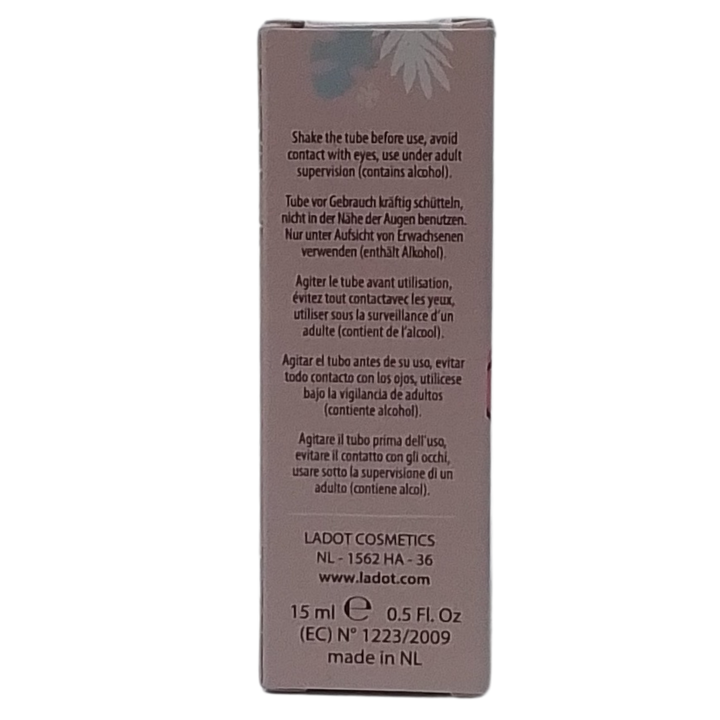 Shake the tube before use, avoid
contact with eyes, use under adult
supervision (contains alcohol).
Tube vor Gebrauch kräftig schütteln,
nicht in der Nähe der Augen benutzen.
Nur unter Aufsicht von Erwachsenen
verwenden (enthält Alkohol).
Agiter le tube avant utilisation,
évitez tout contactavec les yeux,
utiliser sous la surveillance d'un
adulte (contient de l'alcool).
Agitar el tubo antes de su uso, evitar
todo contacto con los ojos, utilicese
bajo la vigilancia de adultos
(contiente alcohol).
Agitare il tubo prima dell'uso,
evitare il contatto con gli occhi,
usare sotto la supervisione di un
adulto (contiene alcol).
LADOT COSMETICS
NL - 1562 HA - 36
www.ladot.com
15 ml ℮ 0.5 Fl. Oz
(EC) N° 1223/2009
made in NL